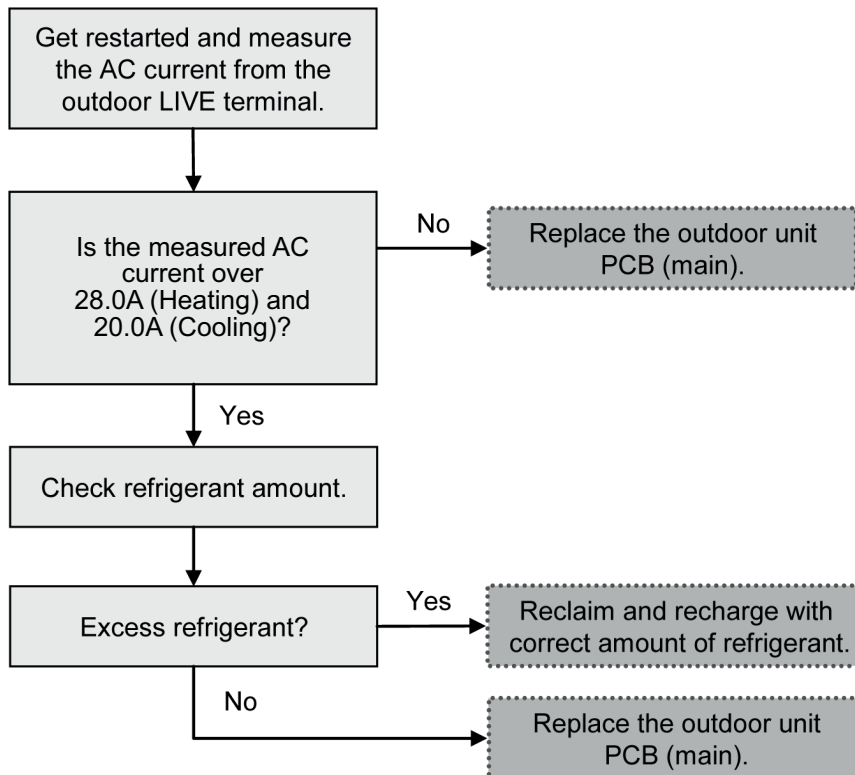 Get restarted and measure
the AC current from the
outdoor LIVE terminal.
Is the measured AC
current over
28.0A (Heating) and
20.0A (Cooling)?
No
Replace the outdoor unit
PCB (main).
Yes
Check refrigerant amount.
Excess refrigerant?
Yes
Reclaim and recharge with
correct amount of refrigerant.
No
Replace the outdoor unit
PCB (main).